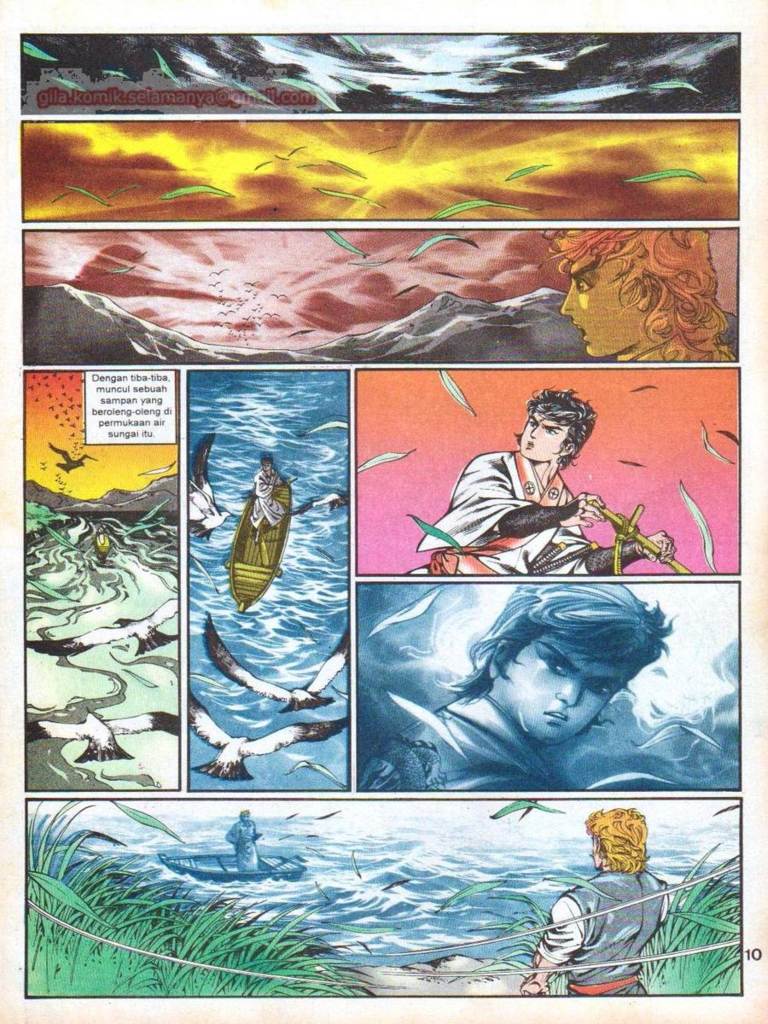 gila.komik.selamanya@gmail.com
Dengan tiba-tiba,
muncul sebuah
sampan yang
beroleng-oleng di
permukaan air
sungai itu.
10